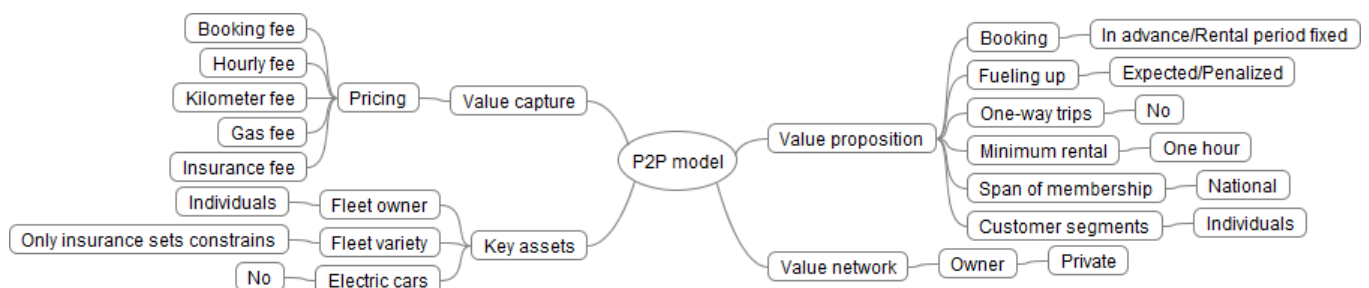 Booking fee
Hourly fee
Kilometer fee
Gas fee
Insurance fee
Pricing
Value capture
Individuals
Fleet owner
Only insurance sets constrains
Fleet variety
No
Electric cars
Key assets
P2P model
Value proposition
Booking
In advance/Rental period fixed
Fueling up
Expected/Penalized
One-way trips
No
Minimum rental
One hour
Span of membership
National
Customer segments
Individuals
Value network
Owner
Private